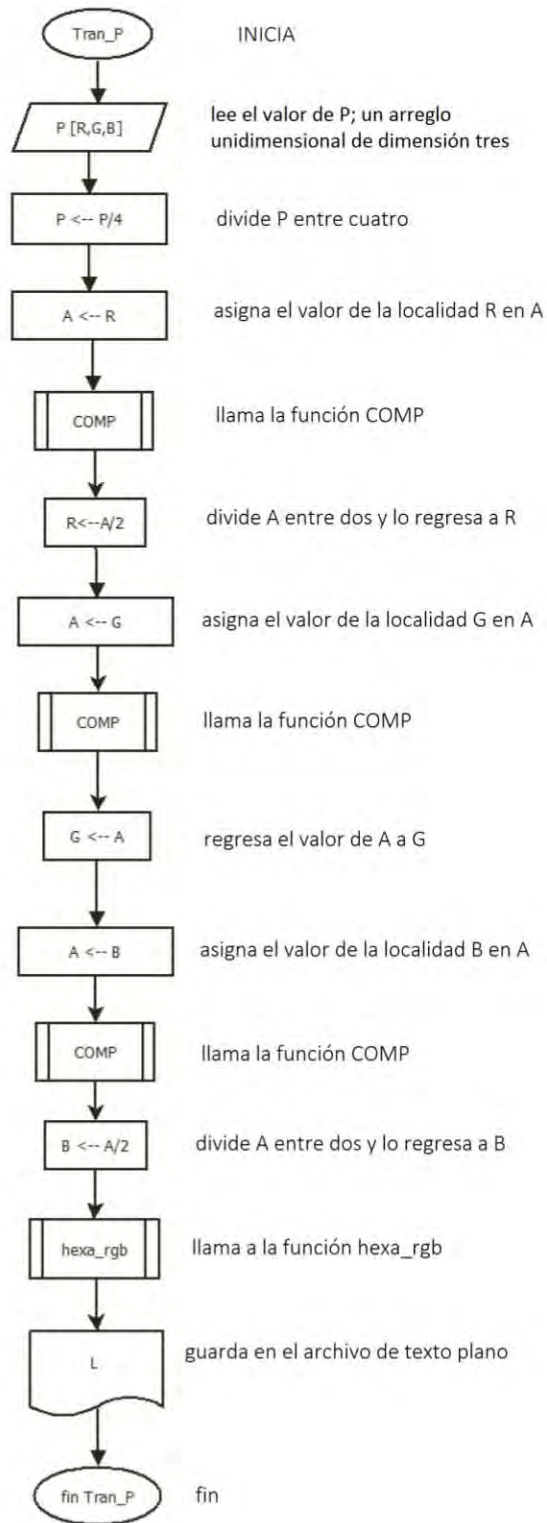 Tran_P INICIA
P [R,G,B] lee el valor de P; un arreglo
unidimensional de dimensión tres
P <-- P/4 divide P entre cuatro
A <-- R asigna el valor de la localidad R en A
COMP llama la función COMP
R<--A/2 divide A entre dos y lo regresa a R
A <-- G asigna el valor de la localidad G en A
COMP llama la función COMP
G <-- A regresa el valor de A a G
A <-- B asigna el valor de la localidad B en A
COMP llama la función COMP
B <-- A/2 divide A entre dos y lo regresa a B
hexa_rgb llama a la función hexa_rgb
L guarda en el archivo de texto plano
fin Tran_P fin